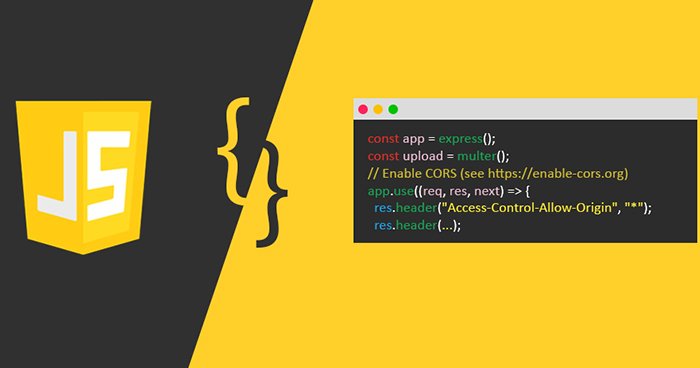 JS
{
}
const app = express();
const upload = multer();
// Enable CORS (see https://enable-cors.org)
app.use((req, res, next) => {
res.header("Access-Control-Allow-Origin", "*");
res.header(...);